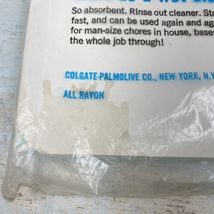 So absorbent. Rinse out cleaner. St
fast, and can be used again and ag
for man-size chores in house, base
the whole job through!
COLGATE-PALMOLIVE CO., NEW YORK, N.Y.
ALL RAYON